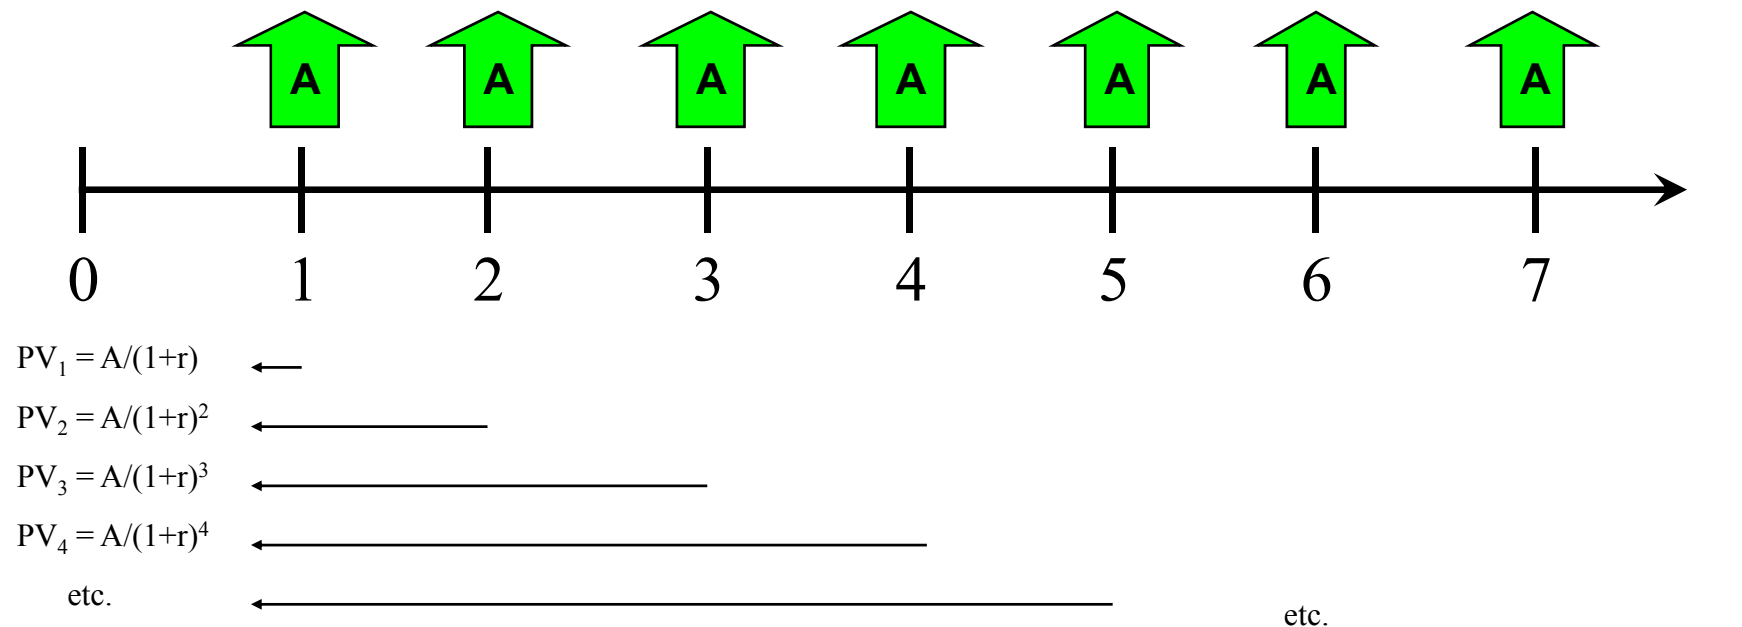 A A A A A A A
0 1 2 3 4 5 6 7
PV₁ = A/(1+r)
PV₂ = A/(1+r)²
PV₃ = A/(1+r)³
PV₄ = A/(1+r)⁴
etc.
etc.